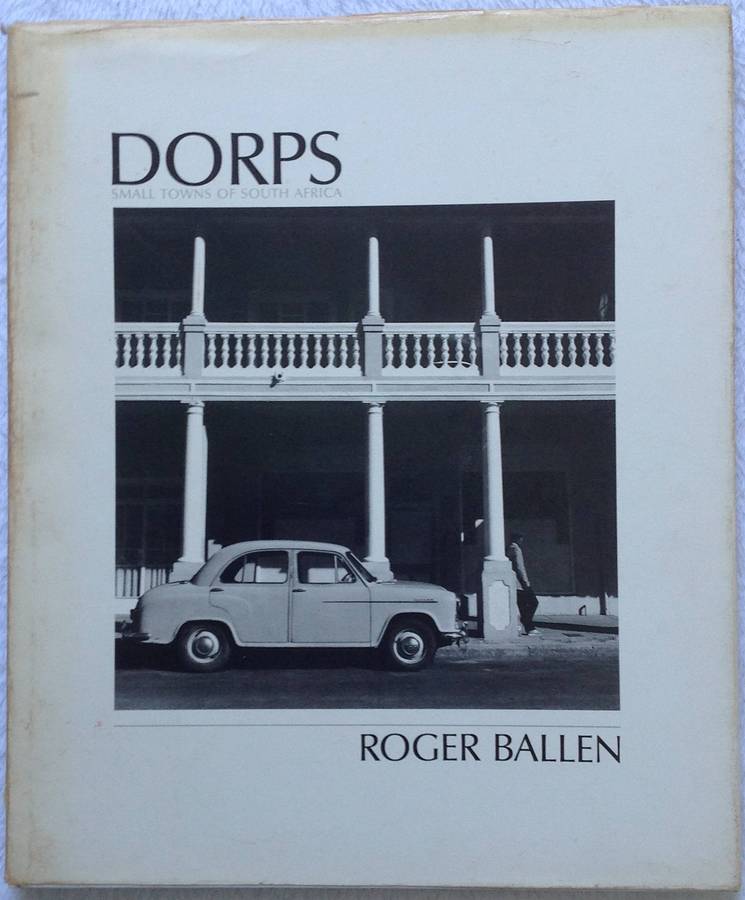 DORPS
SMALL TOWNS OF SOUTH AFRICA
ROGER BALLEN